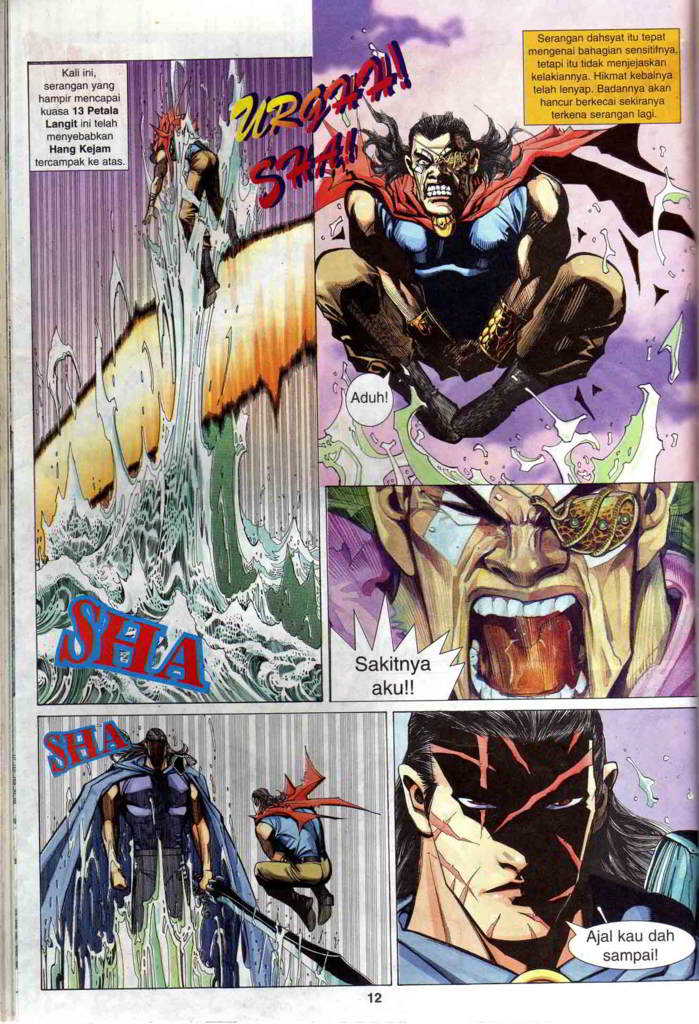 Kali ini,
serangan yang
hampir mencapai
kuasa 13 Petala
Langit ini telah
menyebabkan
Hang Kejam
tercampak ke atas.
URGHH!
SHA!
Serangan dahsyat itu tepat
mengenai bahagian sensitifnya,
tetapi itu tidak menjejaskan
kelakiannya. Hikmat kebalnya
telah lenyap. Badannya akan
hancur berkecai sekiranya
terkena serangan lagi.
Aduh!
SHA
Sakitnya
aku!!
SHA
Ajal kau dah
sampai!
12